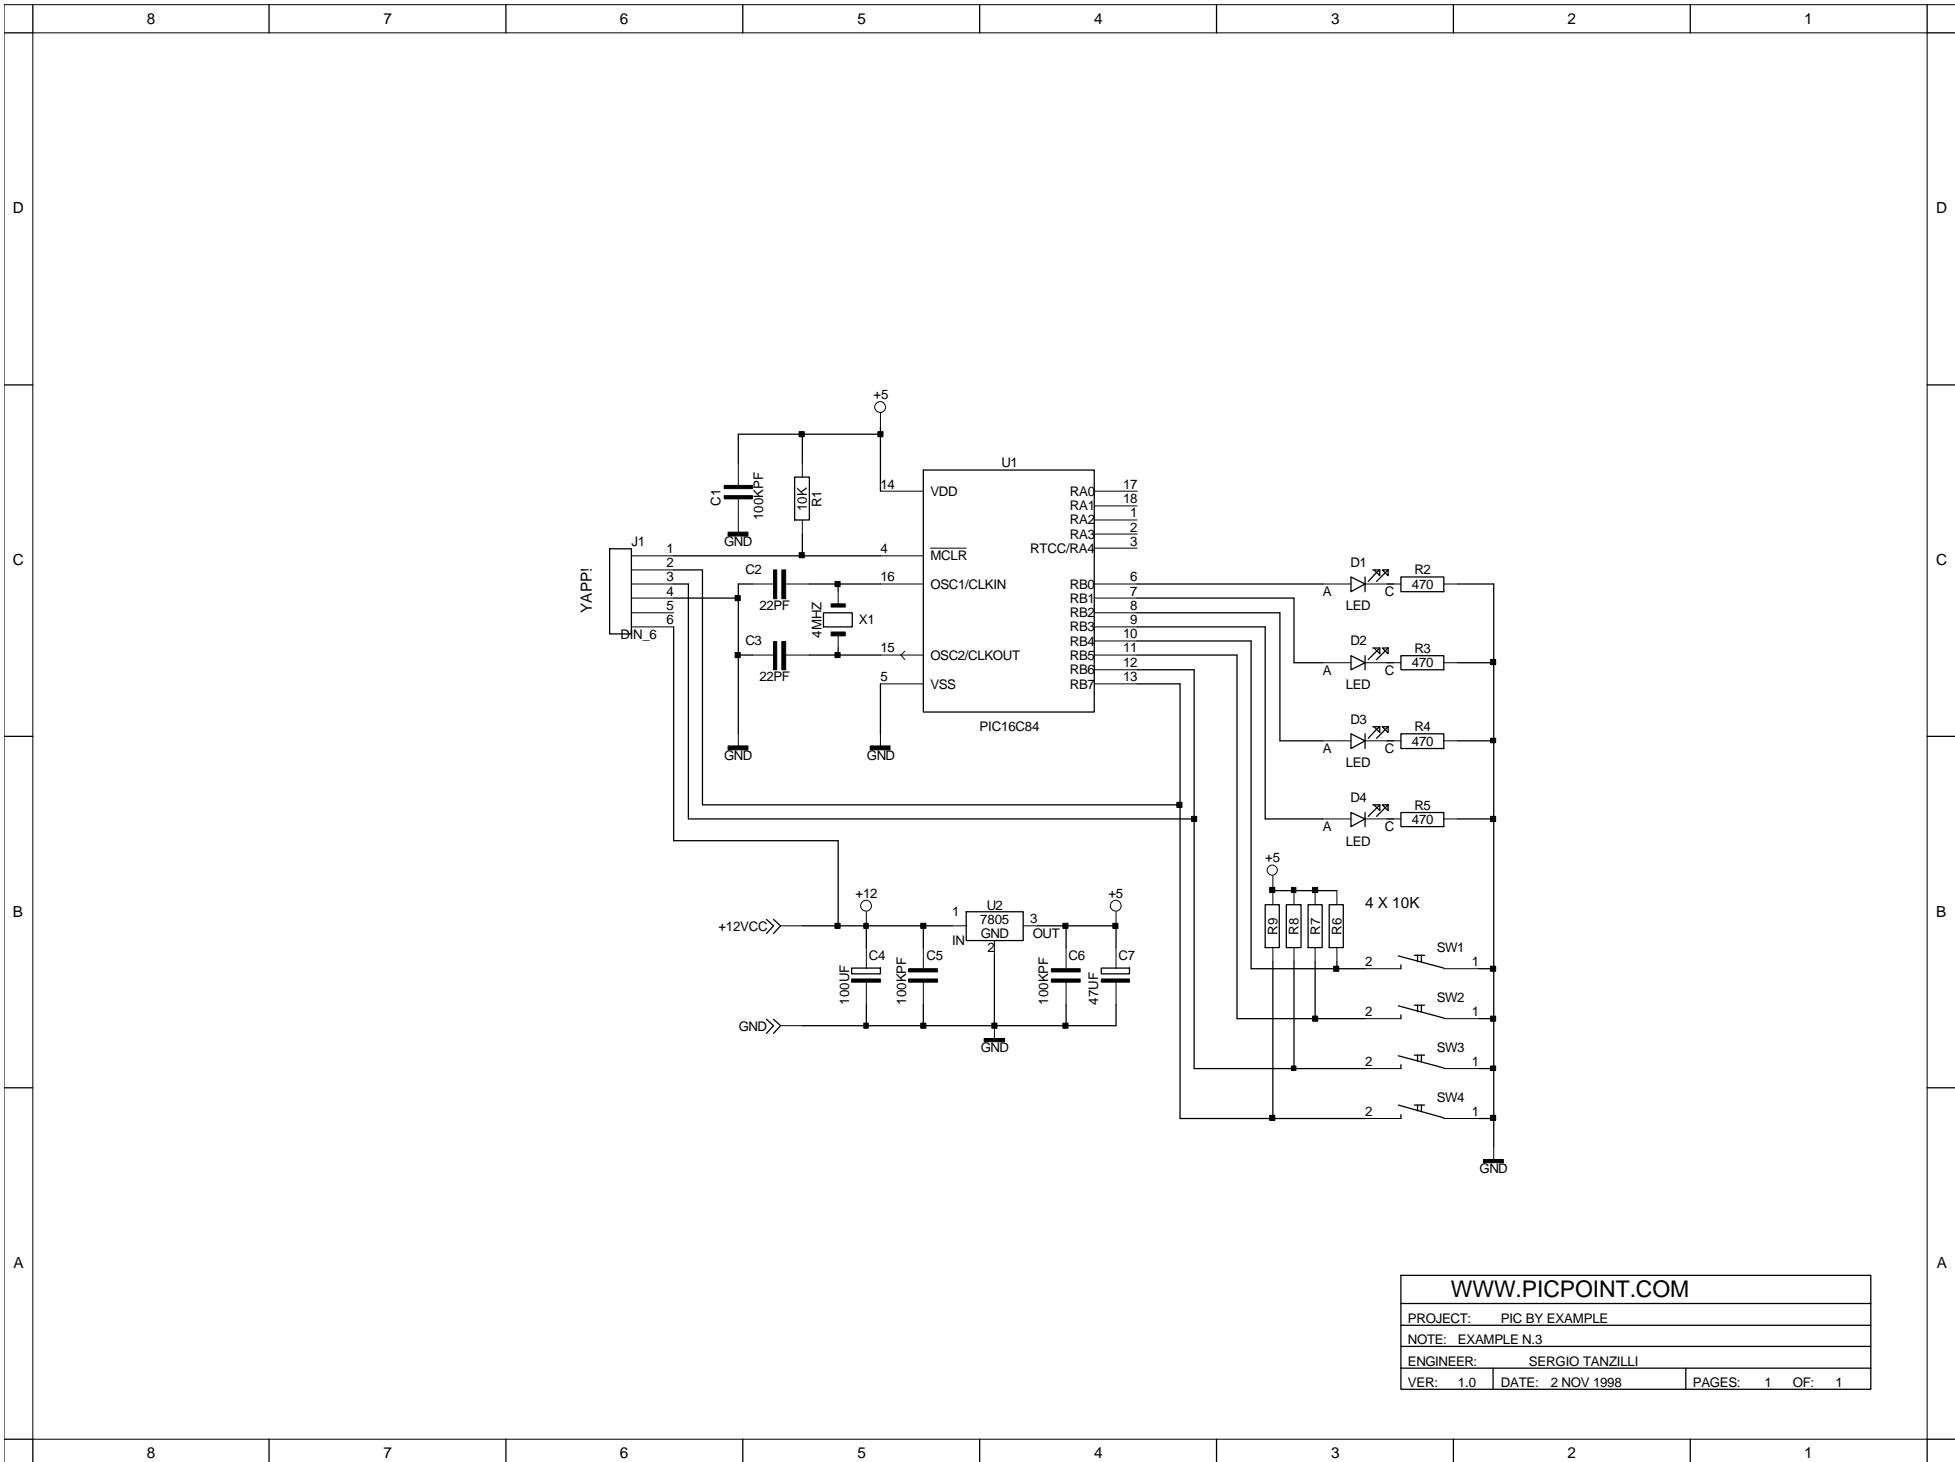 8 7 6 5 4 3 2 1
D D
+5
U1
C1 100KPF 10K R1
14 VDD RA0 17
RA1 18
RA2 1
RA3 2
RTCC/RA4 3
GND
C C
YAPP!
J1
1
2
3
4
5
6
DIN_6
4 MCLR
C2 16 OSC1/CLKIN RB0 6
22PF RB1 7
4MHZ X1 RB2 8
RB3 9
C3 RB4 10
15 OSC2/CLKOUT RB5 11
22PF RB6 12
5 VSS RB7 13
PIC16C84
GND GND
D1 R2
A C 470
LED
D2 R3
A C 470
LED
D3 R4
A C 470
LED
D4 R5
A C 470
LED
B B
+12 U2 +5
+12VCC 1 7805 3
IN GND OUT
2
C4 C5 C6 C7
100UF 100KPF 100KPF 47UF
GND GND
+5
4 X 10K
R9 R8 R7 R6
SW1
2 1
SW2
2 1
SW3
2 1
SW4
2 1
GND
A A
WWW.PICPOINT.COM
PROJECT: PIC BY EXAMPLE
NOTE: EXAMPLE N.3
ENGINEER: SERGIO TANZILLI
VER: 1.0 DATE: 2 NOV 1998 PAGES: 1 OF: 1
8 7 6 5 4 3 2 1